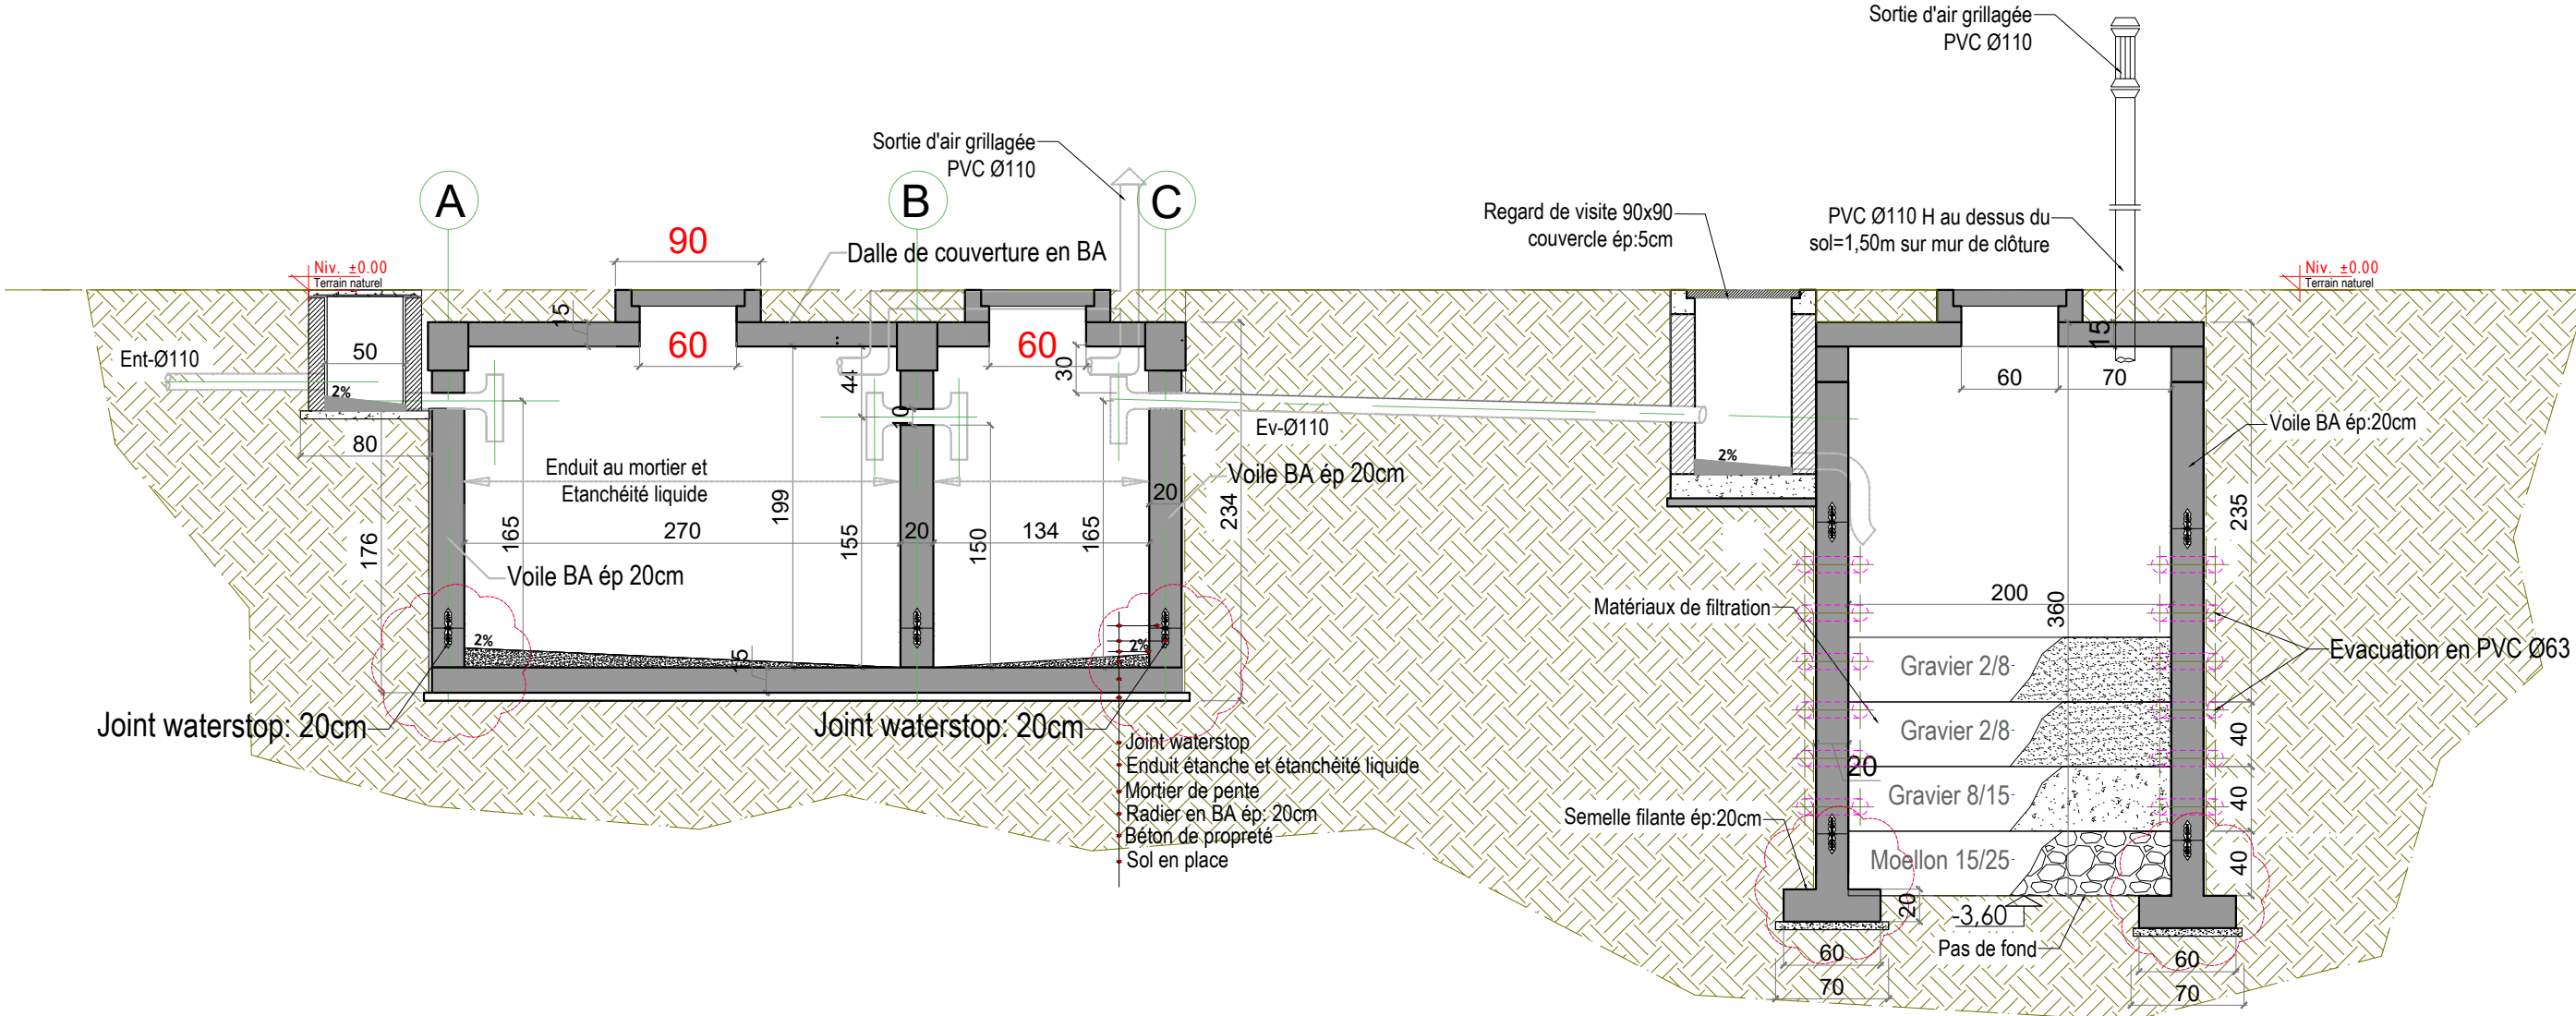 Sortie d'air grillagée
PVC Ø110
Sortie d'air grillagée
PVC Ø110
A
B
C
90
Dalle de couverture en BA
Regard de visite 90x90
couvercle ép:5cm
PVC Ø110 H au dessus du
sol=1,50m sur mur de clôture
Niv. ±0.00
Terrain naturel
Niv. ±0.00
Terrain naturel
15
60
60
15
Ent-Ø110
50
2%
44
30
10
60
70
80
Ev-Ø110
Voile BA ép:20cm
Enduit au mortier et
Etanchéité liquide
2%
Voile BA ép 20cm
20
176
165
270
199
155
20
150
134
165
234
235
Voile BA ép 20cm
200
360
Matériaux de filtration
2%
15
2%
Gravier 2/8
Evacuation en PVC Ø63
Joint waterstop: 20cm
Joint waterstop: 20cm
Gravier 2/8
40
Joint waterstop
Enduit étanche et étanchèité liquide
Mortier de pente
Radier en BA ép: 20cm
Béton de propreté
Sol en place
20
Gravier 8/15
40
Semelle filante ép:20cm
Moellon 15/25
40
20
-3,60
Pas de fond
60
70
60
70